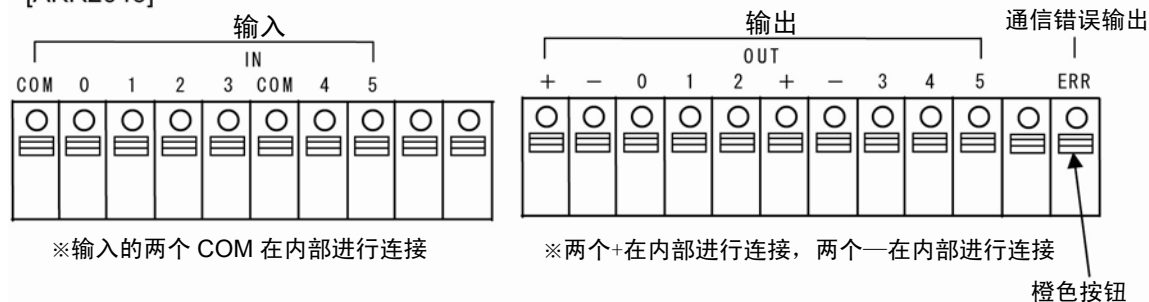 输入
输出
通信错误输出
IN
OUT
COM 0 1 2 3 COM 4 5
+ − 0 1 2 + − 3 4 5 ERR
※输入的两个 COM 在内部进行连接
※两个+在内部进行连接，两个—在内部进行连接
橙色按钮